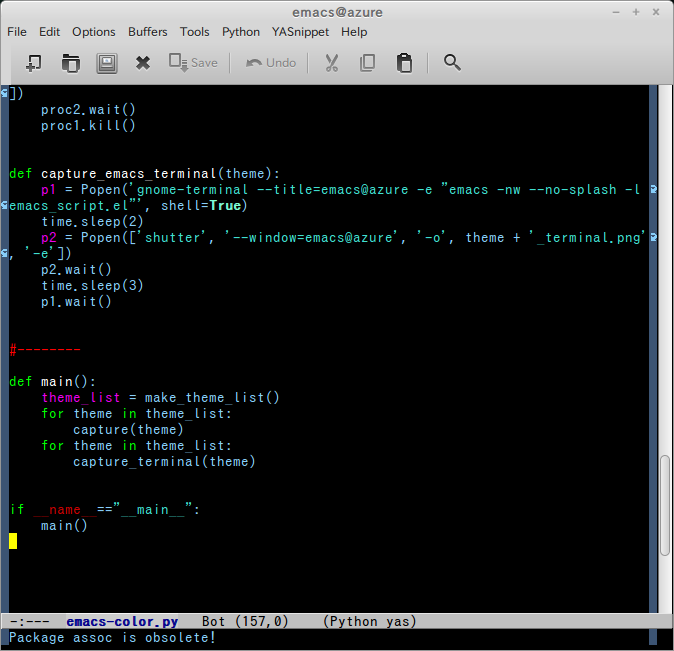 emacs@azure
File Edit Options Buffers Tools Python YASnippet Help
Save Undo
])
    proc2.wait()
    proc1.kill()
def capture_emacs_terminal(theme):
    p1 = Popen('gnome-terminal --title=emacs@azure -e "emacs -nw --no-splash -l
emacs_script.el"', shell=True)
    time.sleep(2)
    p2 = Popen(['shutter', '--window=emacs@azure', '-o', theme + '_terminal.png'
, '-e'])
    p2.wait()
    time.sleep(3)
    p1.wait()
#--------
def main():
    theme_list = make_theme_list()
    for theme in theme_list:
        capture(theme)
    for theme in theme_list:
        capture_terminal(theme)
if __name__=="__main__":
    main()
-:--- emacs-color.py Bot (157,0) (Python yas)
Package assoc is obsolete!